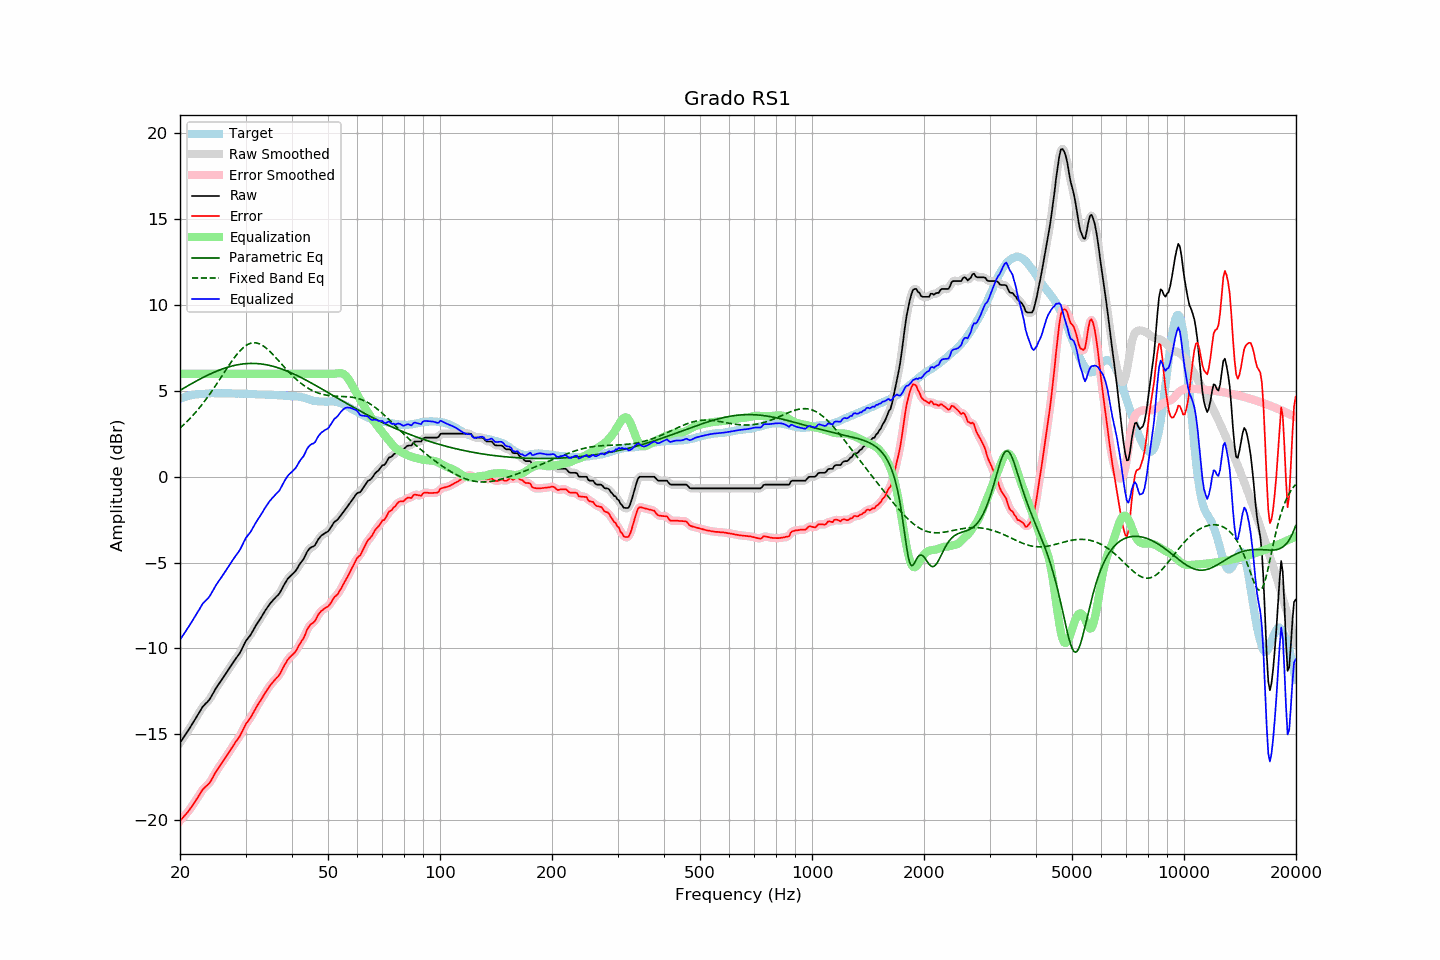 Grado RS1
Target
Raw Smoothed
Error Smoothed
Raw
Error
Equalization
Parametric Eq
Fixed Band Eq
Equalized
Amplitude (dBr)
20
15
10
5
0
−5
−10
−15
−20
20
50
100
200
500
1000
2000
5000
10000
20000
Frequency (Hz)